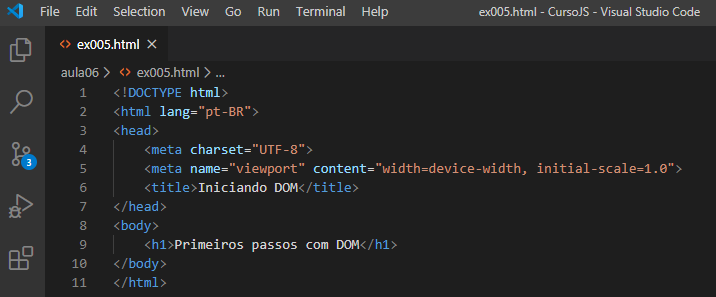 File Edit Selection View Go Run Terminal Help ex005.html - CursoJS - Visual Studio Code
ex005.html
aula06 > ex005.html > ...
1 <!DOCTYPE html>
2 <html lang="pt-BR">
3 <head>
4 <meta charset="UTF-8">
5 <meta name="viewport" content="width=device-width, initial-scale=1.0">
6 <title>Iniciando DOM</title>
7 </head>
8 <body>
9 <h1>Primeiros passos com DOM</h1>
10 </body>
11 </html>
3